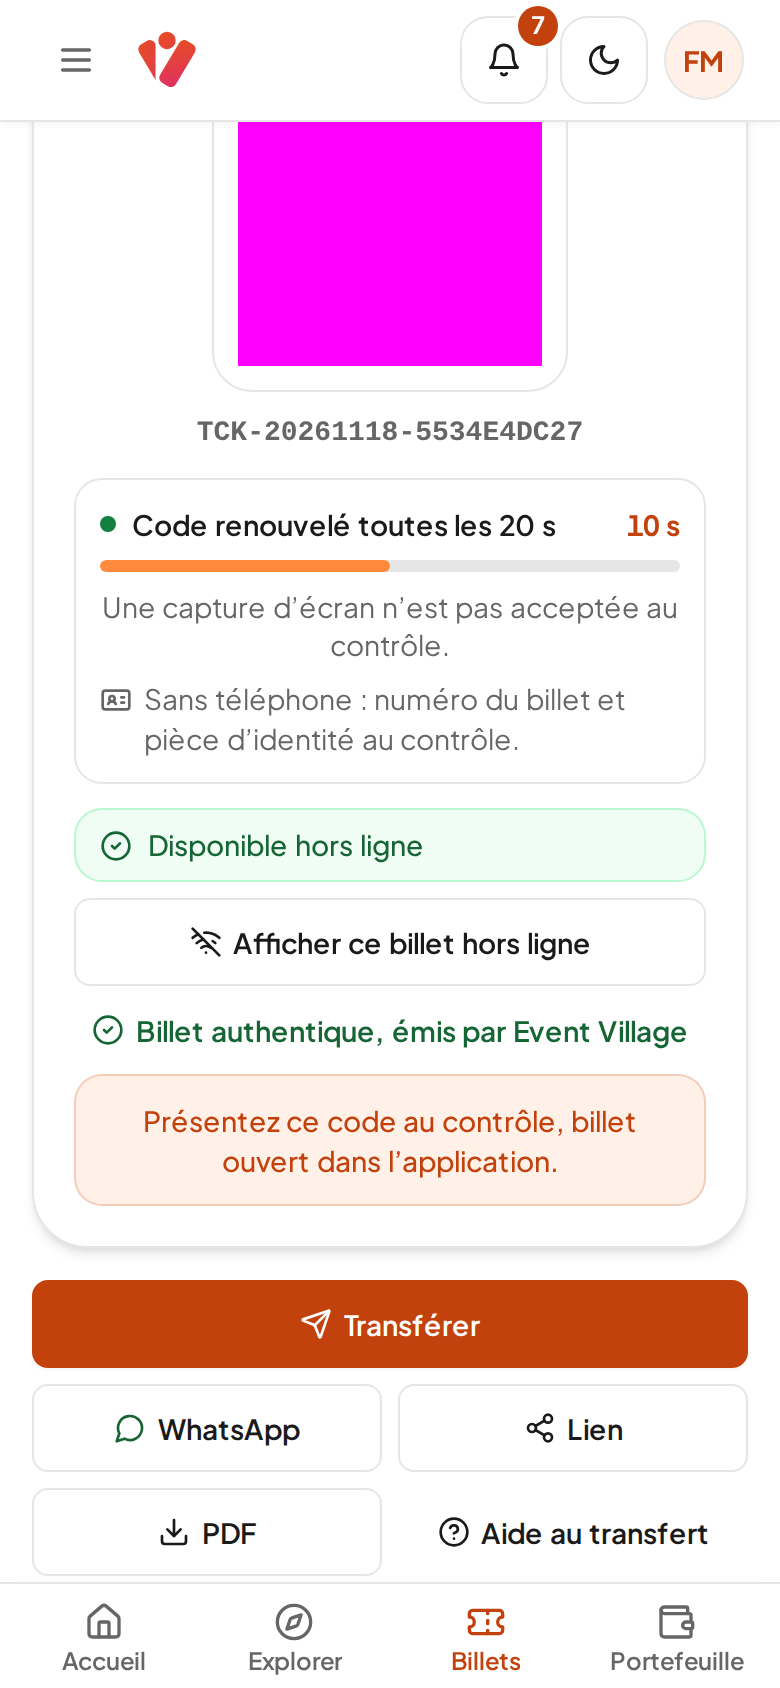 7
FM
TCK-20261118-5534E4DC27
Code renouvelé toutes les 20 s
10 s
Une capture d’écran n’est pas acceptée au
contrôle.
Sans téléphone : numéro du billet et
pièce d’identité au contrôle.
Disponible hors ligne
Afficher ce billet hors ligne
Billet authentique, émis par Event Village
Présentez ce code au contrôle, billet
ouvert dans l’application.
Transférer
WhatsApp
Lien
PDF
Aide au transfert
Accueil
Explorer
Billets
Portefeuille